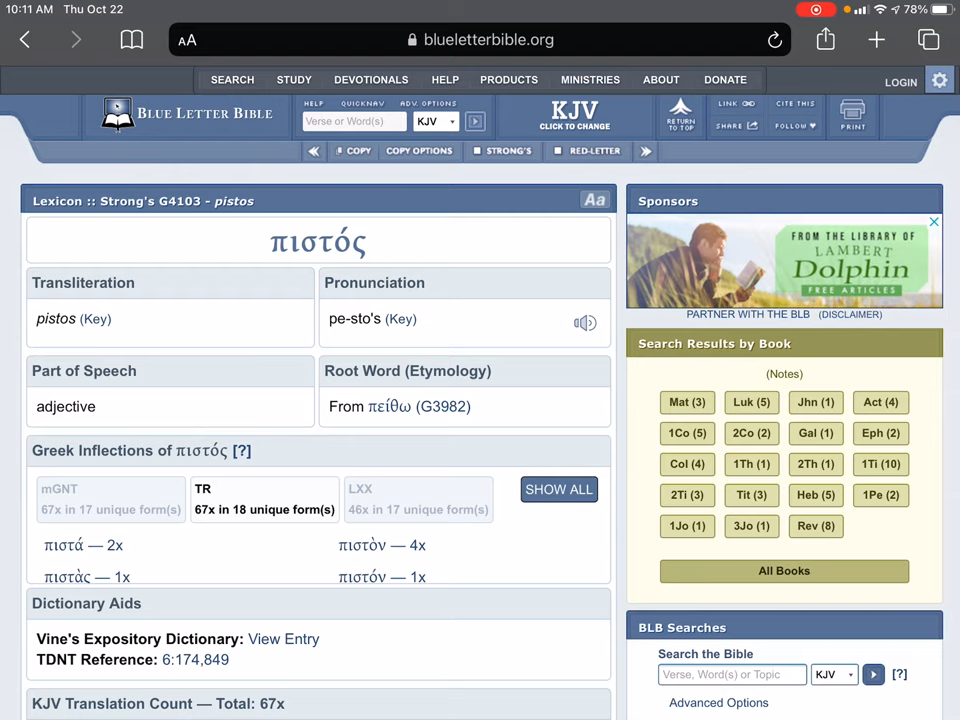 10:11 AM Thu Oct 22 78%
AA blueletterbible.org
SEARCH STUDY DEVOTIONALS HELP PRODUCTS MINISTRIES ABOUT DONATE LOGIN
BLUE LETTER BIBLE
HELP QUICKNAV ADV. OPTIONS
Verse or Word(s) KJV
KJV
CLICK TO CHANGE
RETURN TO TOP
LINK CITE THIS
SHARE FOLLOW
PRINT
COPY COPY OPTIONS STRONG'S RED-LETTER
Lexicon :: Strong's G4103 - pistos Aa
πιστός
Transliteration
pistos (Key)
Pronunciation
pe-sto's (Key)
Part of Speech
adjective
Root Word (Etymology)
From πείθω (G3982)
Greek Inflections of πιστός [?]
mGNT
67x in 17 unique form(s)
TR
67x in 18 unique form(s)
LXX
46x in 17 unique form(s)
SHOW ALL
πιστά — 2x πιστὸν — 4x
πιστὰς — 1x πιστόν — 1x
Dictionary Aids
Vine's Expository Dictionary: View Entry
TDNT Reference: 6:174,849
KJV Translation Count — Total: 67x
Sponsors
FROM THE LIBRARY OF
LAMBERT
Dolphin
FREE ARTICLES
PARTNER WITH THE BLB (DISCLAIMER)
Search Results by Book
(Notes)
Mat (3) Luk (5) Jhn (1) Act (4)
1Co (5) 2Co (2) Gal (1) Eph (2)
Col (4) 1Th (1) 2Th (1) 1Ti (10)
2Ti (3) Tit (3) Heb (5) 1Pe (2)
1Jo (1) 3Jo (1) Rev (8)
All Books
BLB Searches
Search the Bible
Verse, Word(s) or Topic KJV [?]
Advanced Options